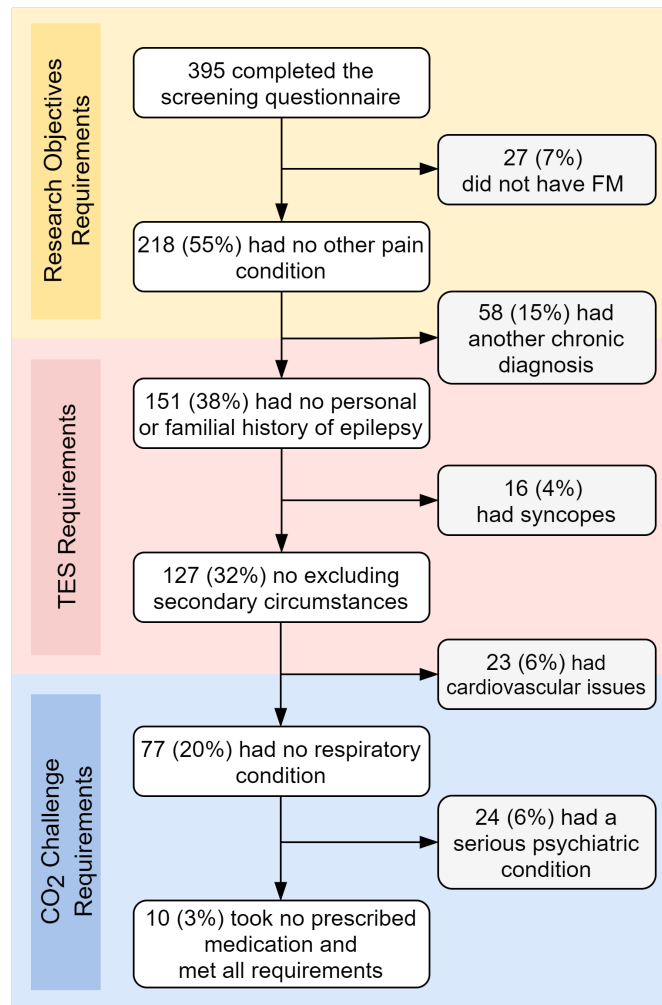 Research Objectives
Requirements
395 completed the
screening questionnaire
27 (7%)
did not have FM
218 (55%) had no other pain
condition
58 (15%) had
another chronic
diagnosis
TES Requirements
151 (38%) had no personal
or familial history of epilepsy
16 (4%)
had syncopes
127 (32%) no excluding
secondary circumstances
23 (6%) had
cardiovascular issues
CO2 Challenge
Requirements
77 (20%) had no respiratory
condition
24 (6%) had a
serious psychiatric
condition
10 (3%) took no prescribed
medication and
met all requirements